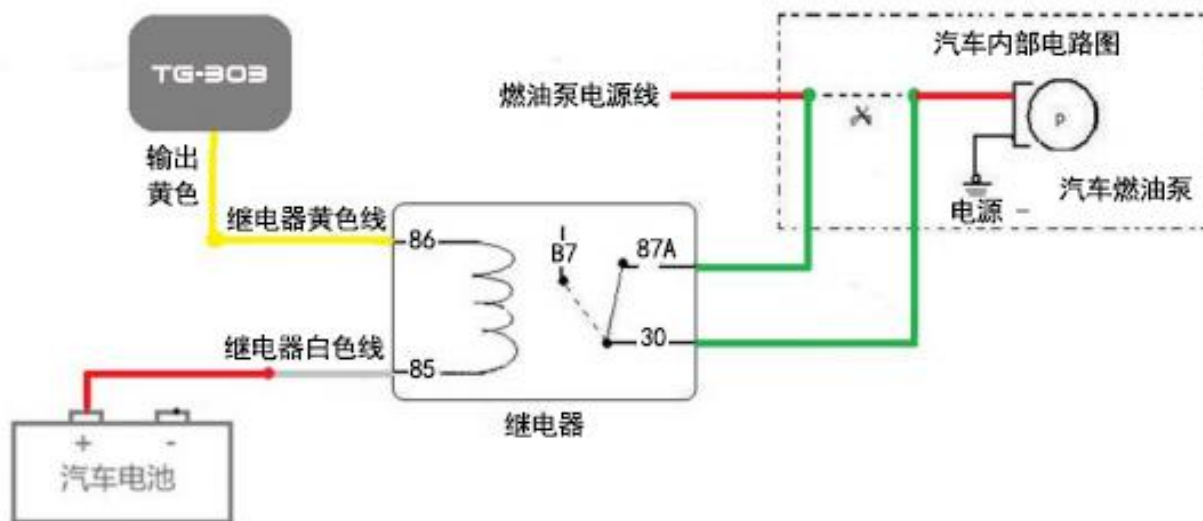 汽车内部电路图
TG-303
燃油泵电源线
P
输出
黄色
汽车燃油泵
电源 -
继电器黄色线
86
B7
87A
继电器白色线
85
30
继电器
+ -
汽车电池